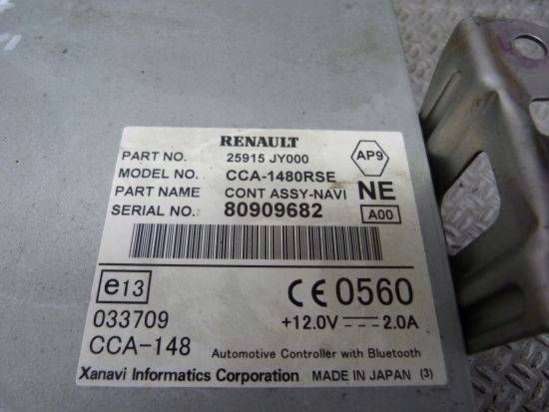 RENAULT
PART NO. 25915 JY000 AP9
MODEL NO. CCA-1480RSE
PART NAME CONT ASSY-NAVI NE
SERIAL NO. 80909682 A00
e13 CE 0560
033709 +12.0V 2.0A
CCA-148 Automotive Controller with Bluetooth
Xanavi Informatics Corporation MADE IN JAPAN (3)